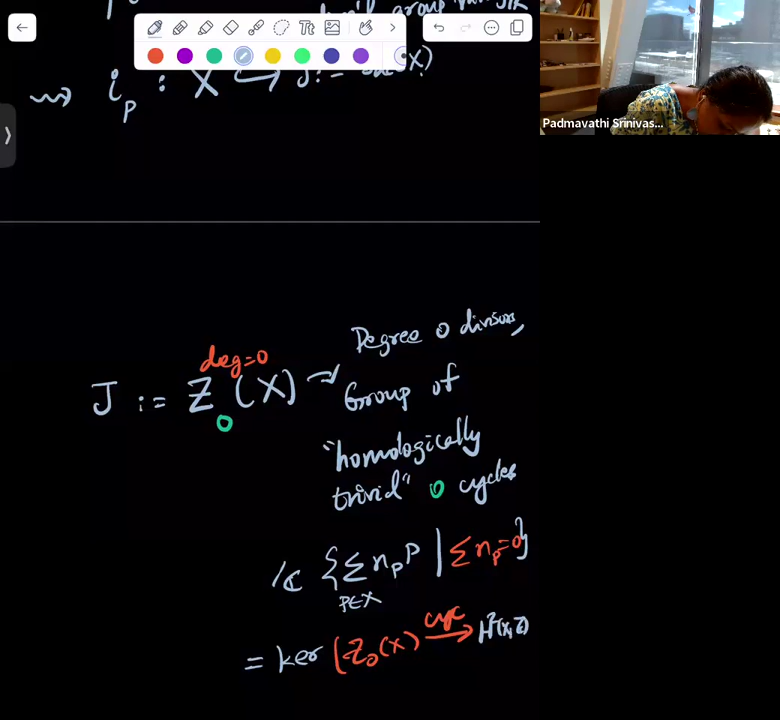 ⇝ i_p : X ↪ J := X)
deg=0
J := Z_0 (X) → Degree 0 divisors,
Group of
"homologically
trivial" 0 cycles
{∑_{P∈X} n_p P | ∑ n_p=0}
= ker (Z_0(X) →^{cyc} H²(X,Z)
Padmavathi Srinivas...
Tt